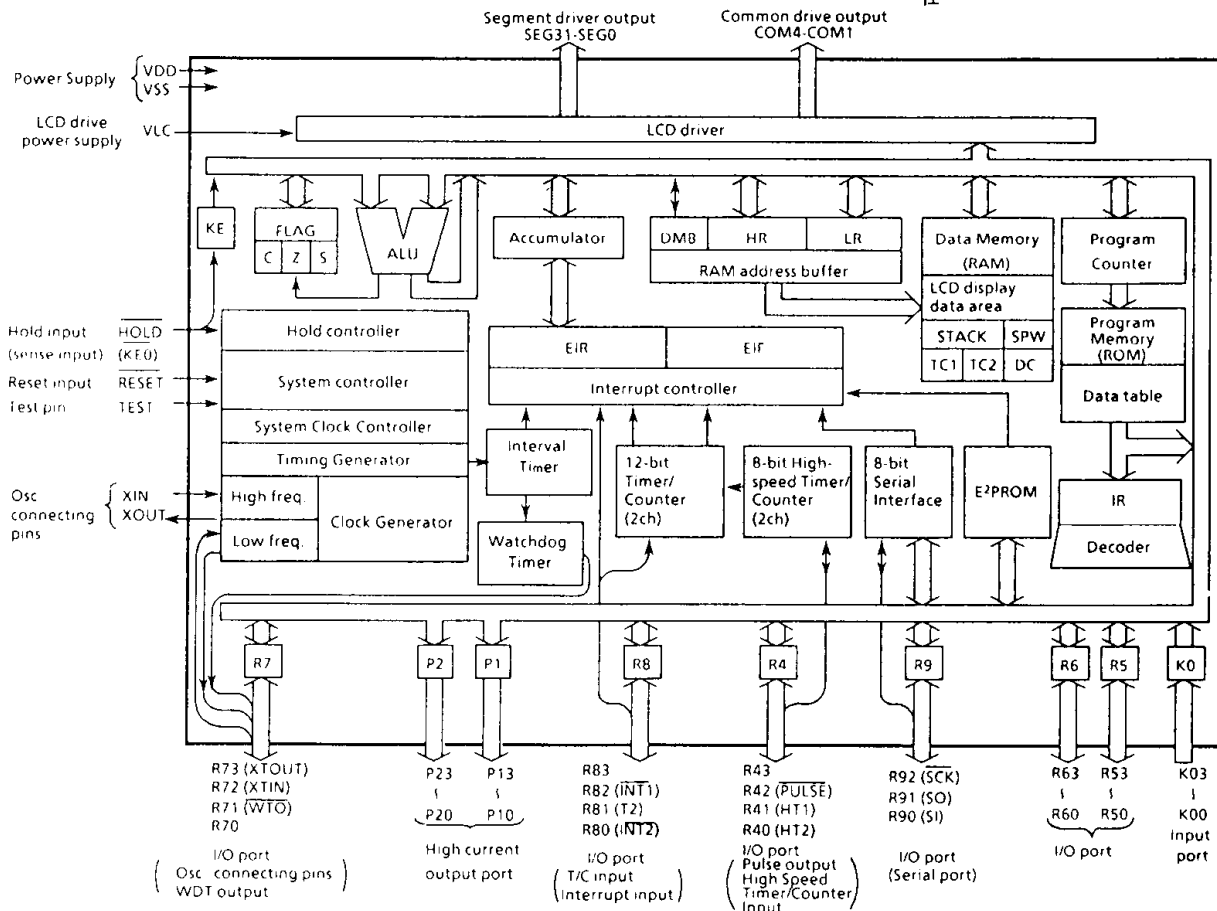 Segment driver output
SEG31-SEG0
Common drive output
COM4-COM1
Power Supply
VDD
VSS
LCD drive
power supply
VLC
LCD driver
KE
FLAG
C Z S
ALU
Accumulator
DMB HR LR
RAM address buffer
Data Memory
(RAM)
LCD display
data area
STACK SPW
TC1 TC2 DC
Program
Counter
Program
Memory
(ROM)
Data table
Hold input
(sense input)
HOLD
(KE0)
Reset input
RESET
Test pin
TEST
Hold controller
System controller
System Clock Controller
Timing Generator
High freq.
Low freq.
Clock Generator
EIR EIF
Interrupt controller
Osc
connecting
pins
XIN
XOUT
Interval
Timer
Watchdog
Timer
12-bit
Timer/
Counter
(2ch)
8-bit High-
speed Timer/
Counter
(2ch)
8-bit
Serial
Interface
E²PROM
IR
Decoder
R7 P2 P1 R8 R4 R9 R6 R5 K0
R73 (XTOUT)
R72 (XTIN)
R71 (WTO)
R70
I/O port
(Osc connecting pins)
WDT output
P23
~
P20
P13
~
P10
High current
output port
R83
R82 (INT1)
R81 (T2)
R80 (INT2)
I/O port
(T/C input
Interrupt input)
R43
R42 (PULSE)
R41 (HT1)
R40 (HT2)
I/O port
(Pulse output
High Speed
Timer/Counter
Input)
R92 (SCK)
R91 (SO)
R90 (SI)
I/O port
(Serial port)
R63
~
R60
R53
~
R50
I/O port
K03
~
K00
Input
port